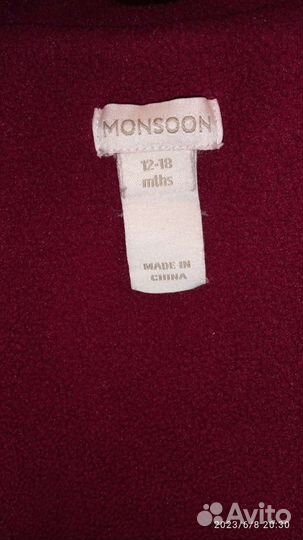 MONSOON
12-18
mths
MADE IN
CHINA
Avito
2023/6/8 20:30